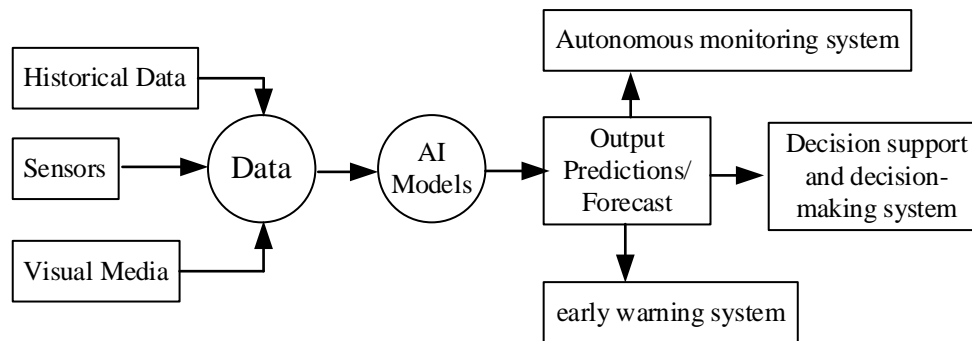 Historical Data
Sensors
Visual Media
Data
AI
Models
Output
Predictions/
Forecast
Autonomous monitoring system
Decision support
and decision-
making system
early warning system